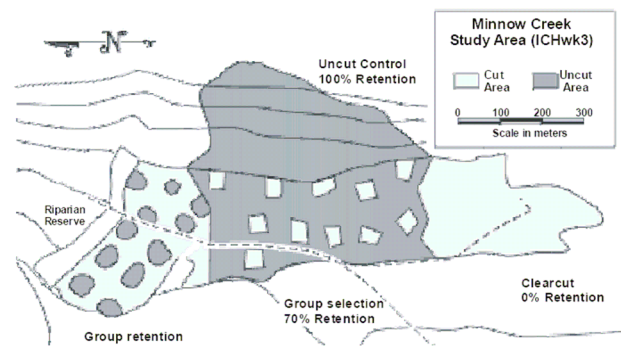 Minnow Creek
Study Area (ICHwk3)
Cut
Area
Uncut
Area
0 100 200 300
Scale in meters
N
Uncut Control
100% Retention
Riparian
Reserve
Clearcut
0% Retention
Group selection
70% Retention
Group retention